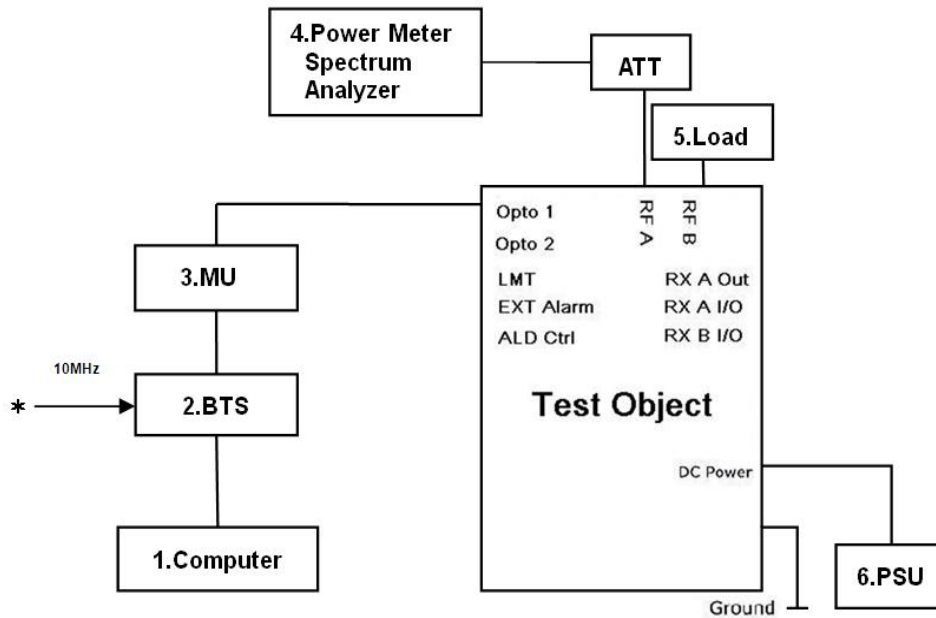 4.Power Meter
Spectrum
Analyzer
ATT
5.Load
Opto 1
Opto 2
LMT
EXT Alarm
ALD Ctrl
RF A
RF B
RX A Out
RX A I/O
RX B I/O
3.MU
10MHz
*
2.BTS
Test Object
DC Power
1.Computer
6.PSU
Ground